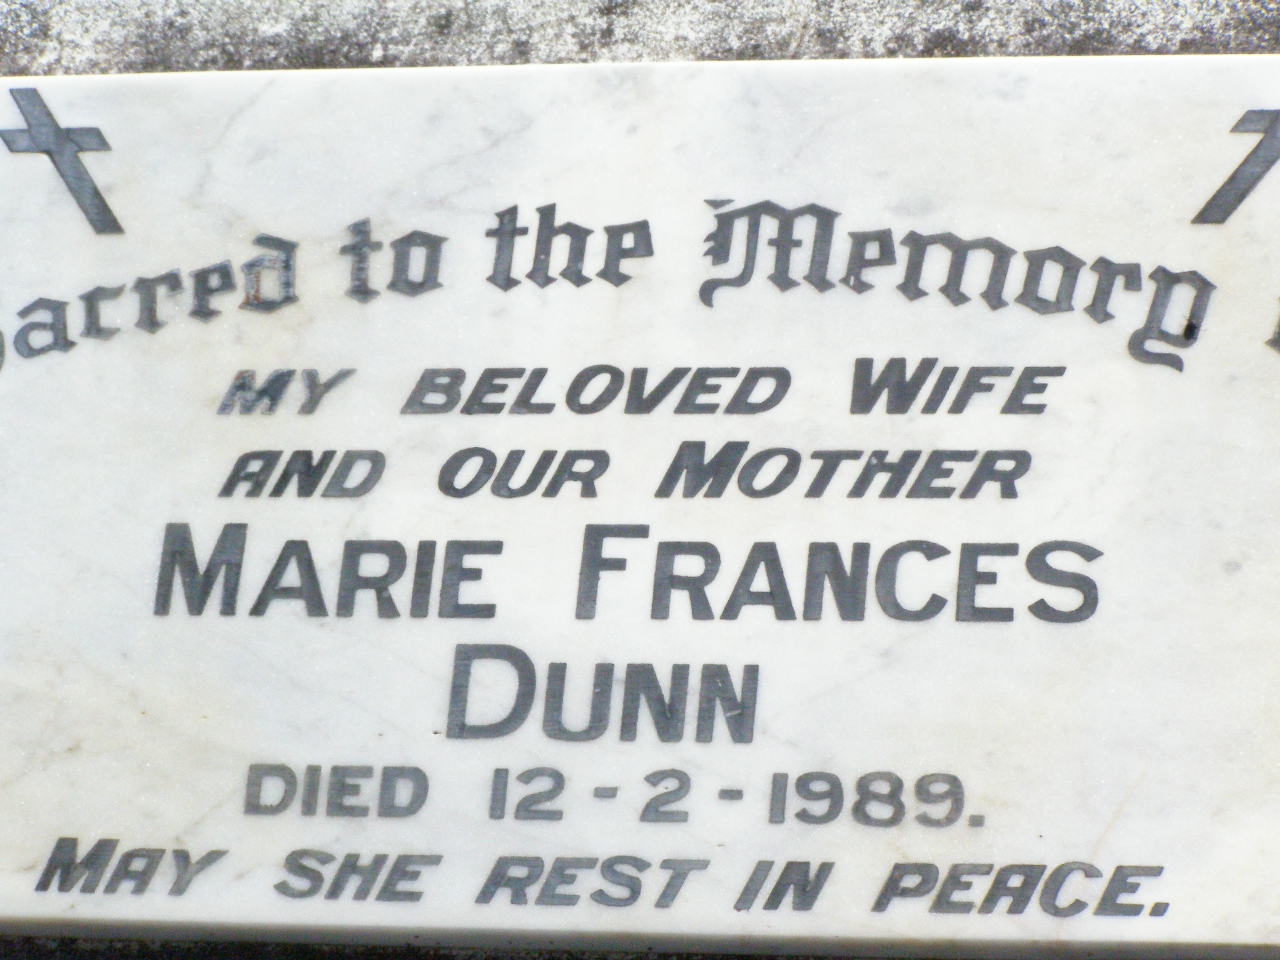 Sacred to the Memory
MY BELOVED WIFE
AND OUR MOTHER
MARIE FRANCES
DUNN
DIED 12-2-1989.
MAY SHE REST IN PEACE.